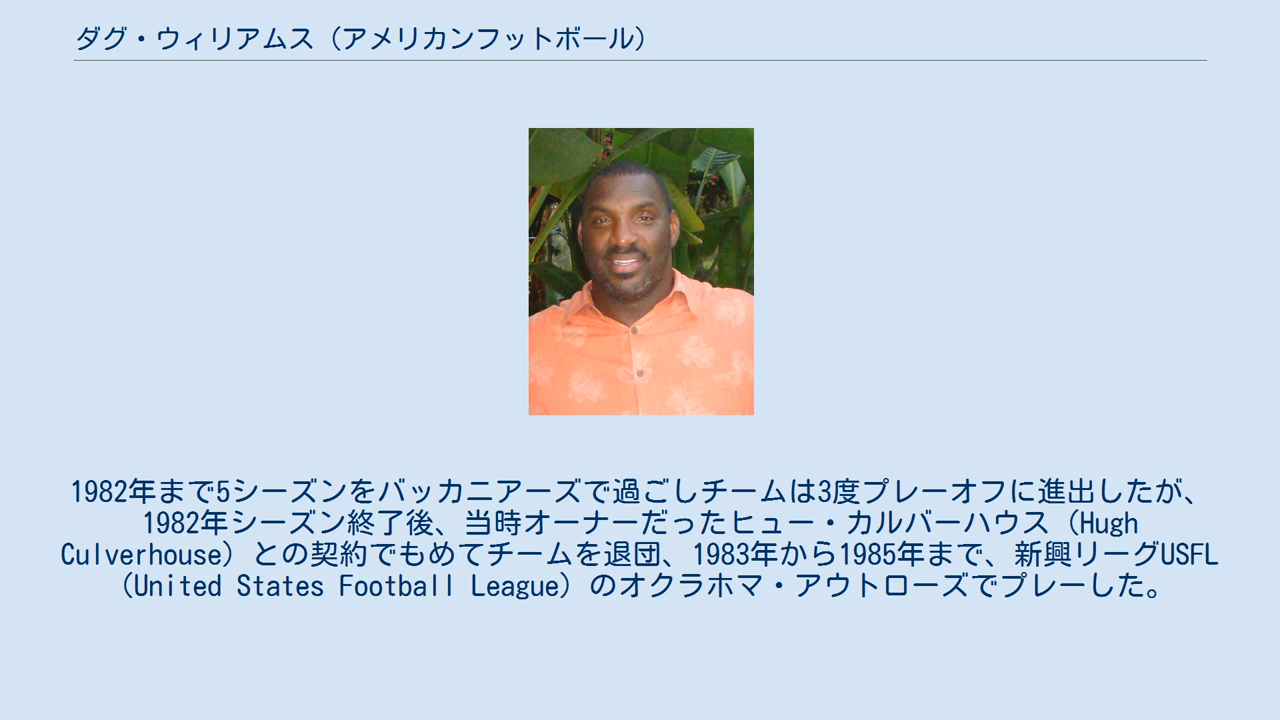 ダグ・ウィリアムス（アメリカンフットボール）
1982年まで5シーズンをバッカニアーズで過ごしチームは3度プレーオフに進出したが、
1982年シーズン終了後、当時オーナーだったヒュー・カルバーハウス（Hugh
Culverhouse）との契約でもめてチームを退団、1983年から1985年まで、新興リーグUSFL
（United States Football League）のオクラホマ・アウトローズでプレーした。